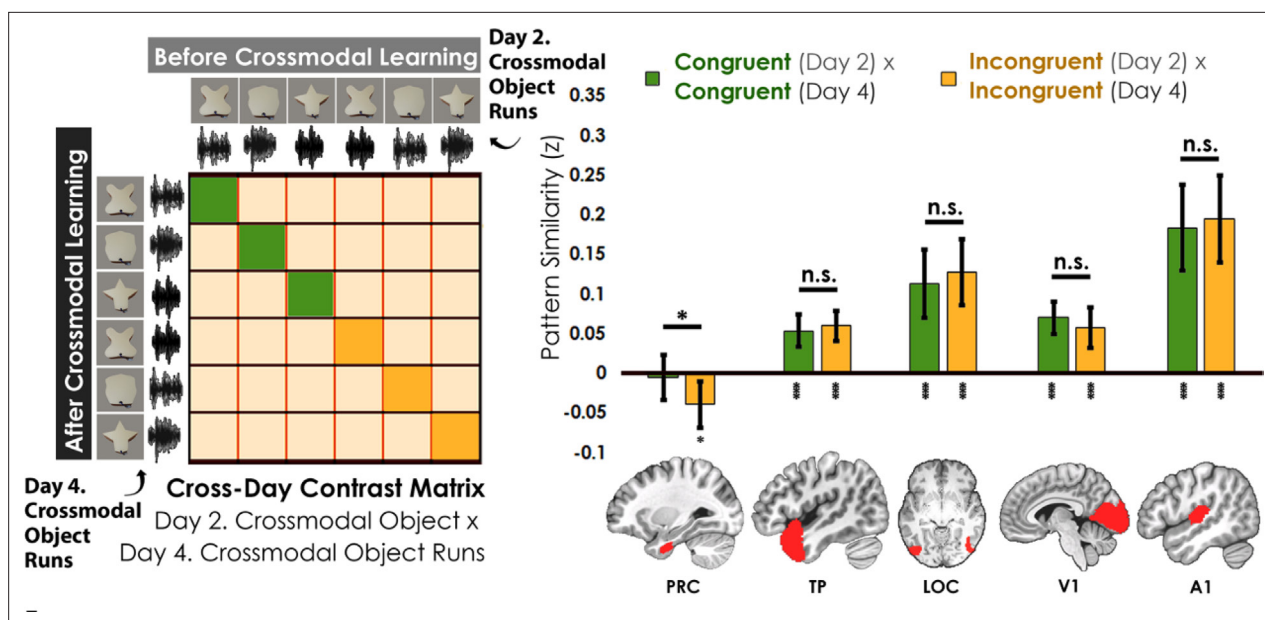 Before Crossmodal Learning
Day 2.
Crossmodal
Object
Runs
After Crossmodal Learning
Day 4.
Crossmodal
Object
Runs
Cross-Day Contrast Matrix
Day 2. Crossmodal Object x
Day 4. Crossmodal Object Runs
Congruent (Day 2) x
Congruent (Day 4)
Incongruent (Day 2) x
Incongruent (Day 4)
Pattern Similarity (z)
0.35
0.3
0.25
0.2
0.15
0.1
0.05
0
-0.05
-0.1
*
n.s.
n.s.
n.s.
n.s.
*
PRC
TP
LOC
V1
A1